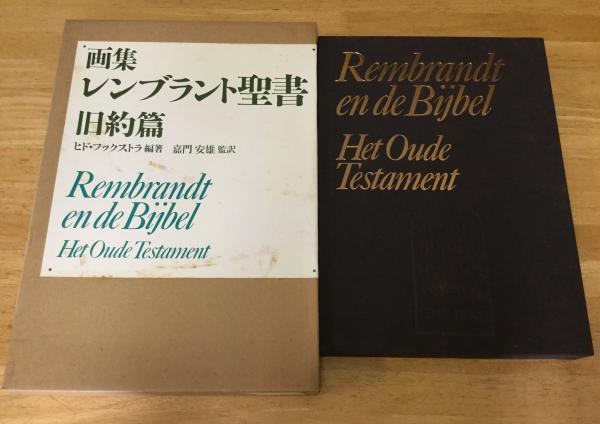 画集
レンブラント聖書
旧約篇
ヒド・フックストラ 編著 嘉門 安雄 監訳
Rembrandt
en de Bijbel
Het Oude Testament
Rembrandt
en de Bijbel
Het Oude
Testament